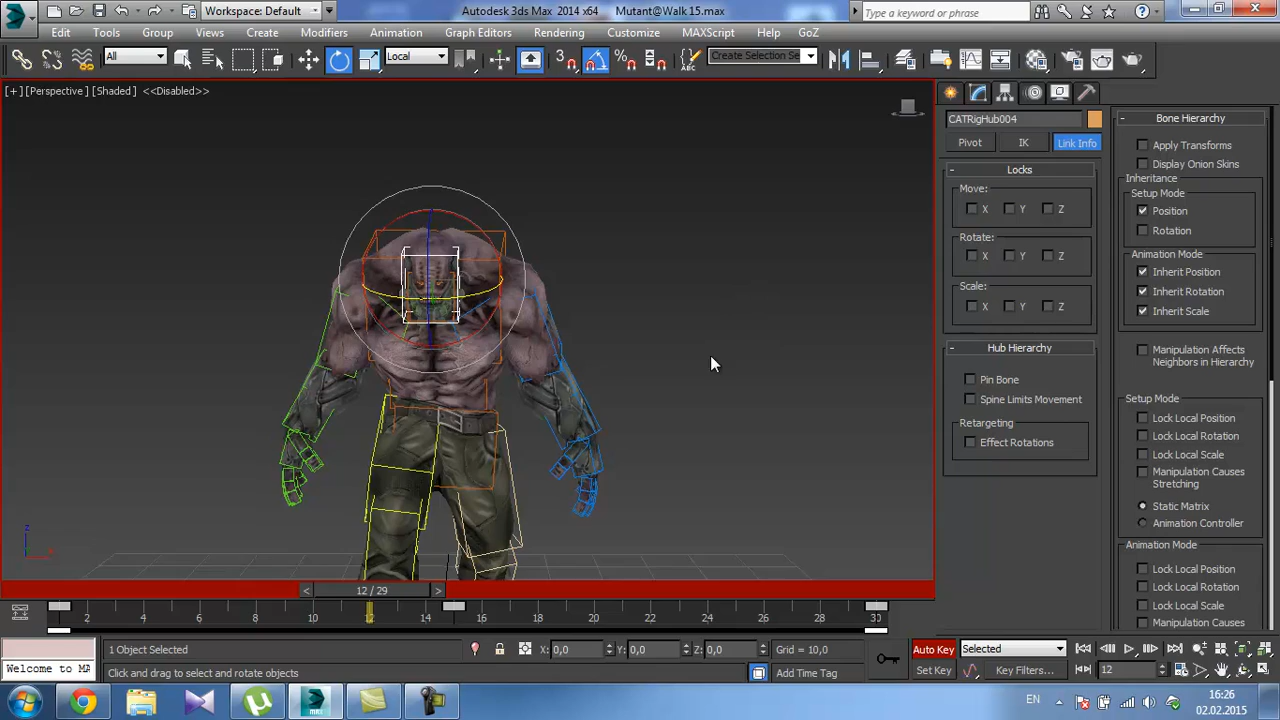 Workspace: Default
Autodesk 3ds Max 2014 x64
Mutant@Walk 15.max
Type a keyword or phrase
Edit
Tools
Group
Views
Create
Modifiers
Animation
Graph Editors
Rendering
Customize
MAXScript
Help
GoZ
All
Local
Create Selection Se
[+] [Perspective] [Shaded] <<Disabled>>
CATRigHub004
Pivot
IK
Link Info
- Locks
Move:
X
Y
Z
Rotate:
X
Y
Z
Scale:
X
Y
Z
- Hub Hierarchy
Pin Bone
Spine Limits Movement
Retargeting
Effect Rotations
- Bone Hierarchy
Apply Transforms
Display Onion Skins
Inheritance
Setup Mode
Position
Rotation
Animation Mode
Inherit Position
Inherit Rotation
Inherit Scale
Manipulation Affects
Neighbors in Hierarchy
Setup Mode
Lock Local Position
Lock Local Rotation
Lock Local Scale
Manipulation Causes
Stretching
Static Matrix
Animation Controller
Animation Mode
Lock Local Position
Lock Local Rotation
Lock Local Scale
Manipulation Causes
z
< 12 / 29 >
2 4 6 8 10 12 14 16 18 20 22 24 26 28 30
1 Object Selected
X: 0,0
Y: 0,0
Z: 0,0
Grid = 10,0
Auto Key
Selected
Welcome to MA
Click and drag to select and rotate objects
Add Time Tag
Set Key
Key Filters...
12
EN
16:26
02.02.2015